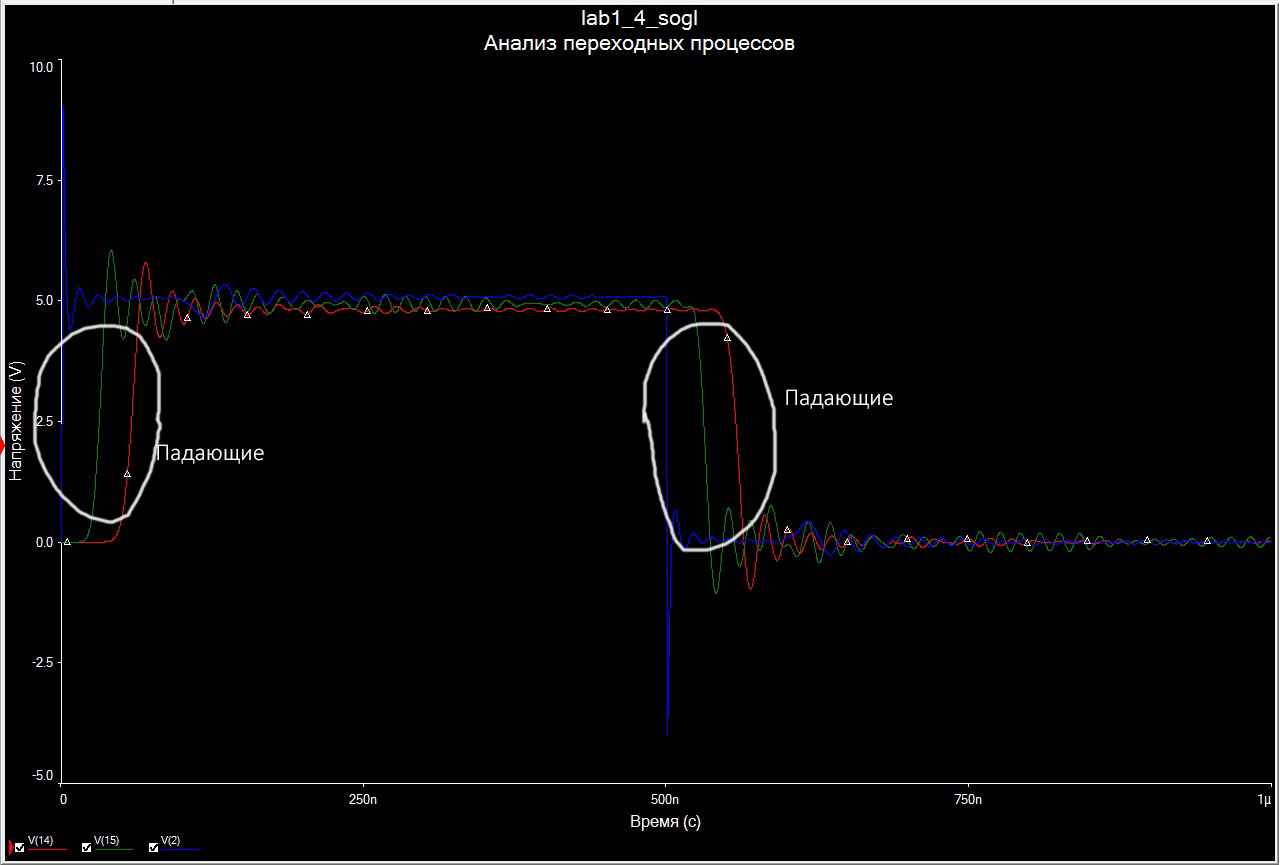 lab1_4_sogl
Анализ переходных процессов
10.0
7.5
5.0
2.5
0.0
-2.5
-5.0
Напряжение (V)
Падающие
Падающие
0
250n
500n
750n
1µ
Время (с)
V(14)
V(15)
V(2)